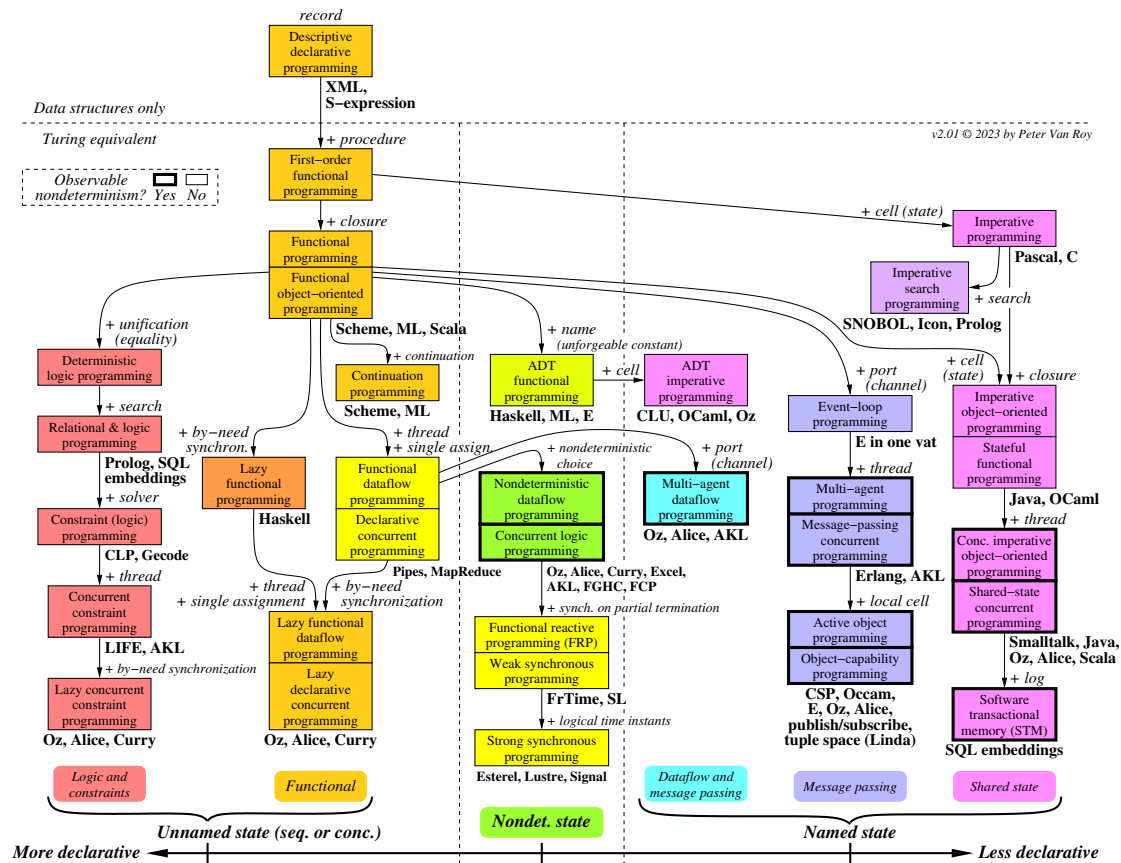 record
Descriptive
declarative
programming
XML,
S−expression
Data structures only
Turing equivalent
+ procedure
v2.01 © 2023 by Peter Van Roy
Observable
nondeterminism?
Yes
No
First−order
functional
programming
+ closure
+ cell (state)
Functional
programming
Functional
object−oriented
programming
Scheme, ML, Scala
Imperative
programming
Pascal, C
Imperative
search
programming
+ search
SNOBOL, Icon, Prolog
+ unification
(equality)
Deterministic
logic programming
+ search
Relational & logic
programming
Prolog, SQL
embeddings
+ solver
Constraint (logic)
programming
CLP, Gecode
+ thread
Concurrent
constraint
programming
LIFE, AKL
+ by−need synchronization
Lazy concurrent
constraint
programming
Oz, Alice, Curry
+ continuation
Continuation
programming
Scheme, ML
+ by−need
synchron.
Lazy
functional
programming
Haskell
+ thread
+ single assign.
Functional
dataflow
programming
Declarative
concurrent
programming
Pipes, MapReduce
+ thread
+ single assignment
+ by−need
synchronization
Lazy functional
dataflow
programming
Lazy
declarative
concurrent
programming
Oz, Alice, Curry
+ name
(unforgeable constant)
ADT
functional
programming
Haskell, ML, E
+ cell
ADT
imperative
programming
CLU, OCaml, Oz
+ nondeterministic
choice
Nondeterministic
dataflow
programming
Concurrent logic
programming
Oz, Alice, Curry, Excel,
AKL, FGHC, FCP
+ synch. on partial termination
Functional reactive
programming (FRP)
Weak synchronous
programming
FrTime, SL
+ logical time instants
Strong synchronous
programming
Esterel, Lustre, Signal
+ port
(channel)
Multi−agent
dataflow
programming
Oz, Alice, AKL
+ port
(channel)
Event−loop
programming
E in one vat
+ thread
Multi−agent
programming
Message−passing
concurrent
programming
Erlang, AKL
+ local cell
Active object
programming
Object−capability
programming
CSP, Occam,
E, Oz, Alice,
publish/subscribe,
tuple space (Linda)
+ cell
(state)
+ closure
Imperative
object−oriented
programming
Stateful
functional
programming
Java, OCaml
+ thread
Conc. imperative
object−oriented
programming
Shared−state
concurrent
programming
Smalltalk, Java,
Oz, Alice, Scala
+ log
Software
transactional
memory (STM)
SQL embeddings
Logic and
constraints
Functional
Nondet. state
Dataflow and
message passing
Message passing
Shared state
Unnamed state (seq. or conc.)
Named state
More declarative
Less declarative